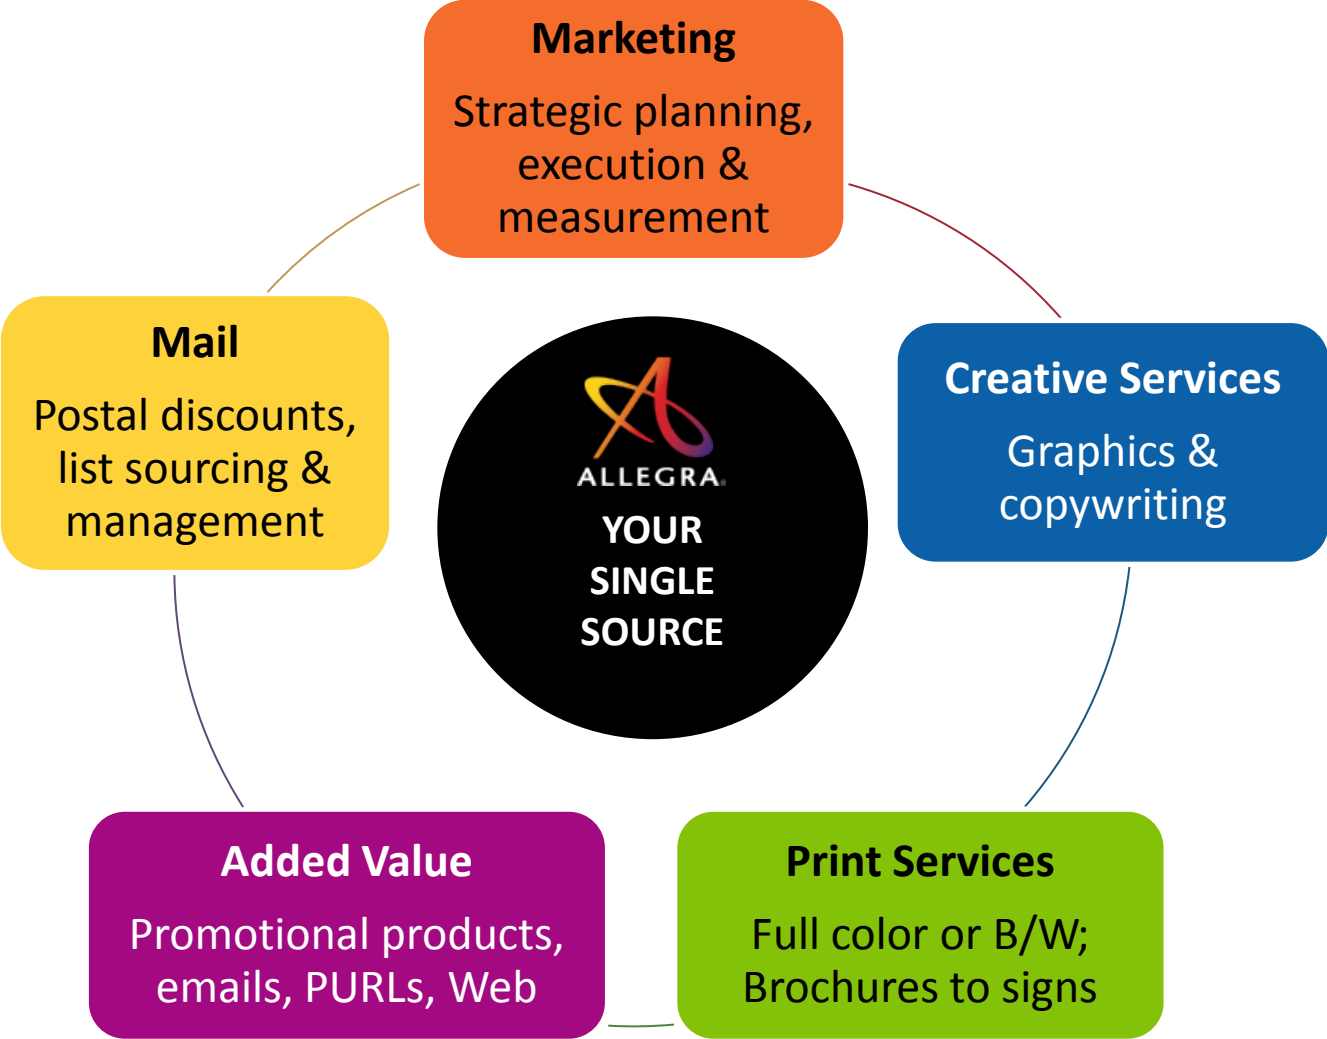 Marketing
Strategic planning,
execution &
measurement
Mail
Postal discounts,
list sourcing &
management
ALLEGRA®
YOUR
SINGLE
SOURCE
Creative Services
Graphics &
copywriting
Added Value
Promotional products,
emails, PURLs, Web
Print Services
Full color or B/W;
Brochures to signs